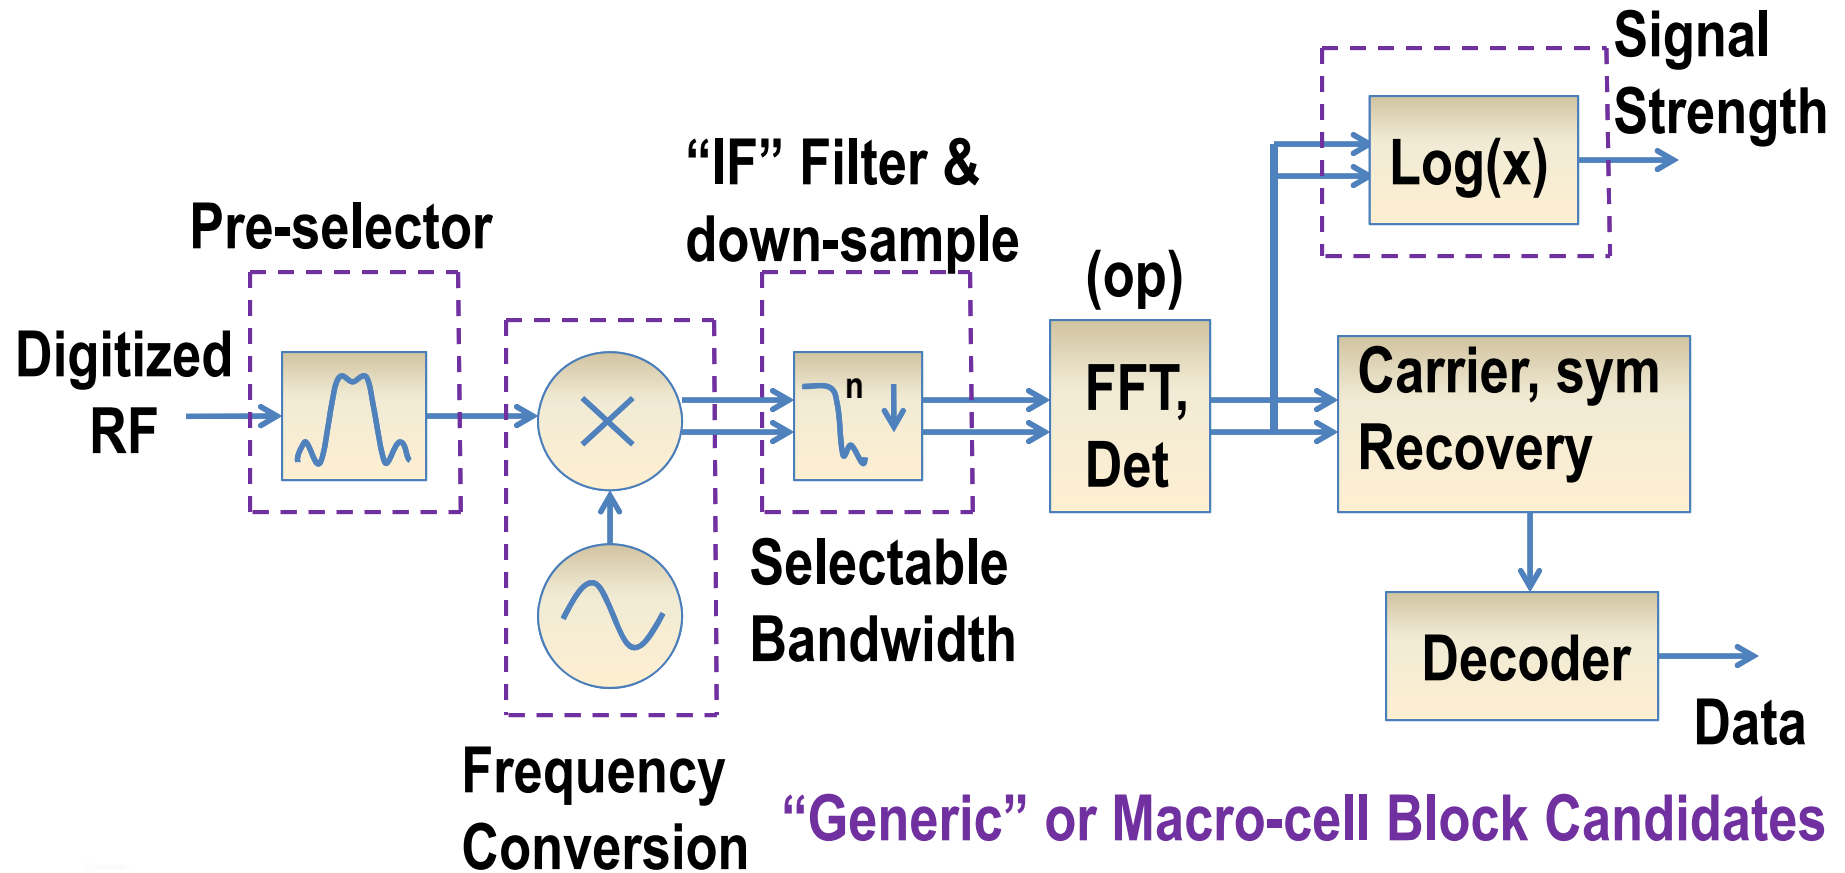 Signal
Strength
Log(x)
“IF” Filter &
down-sample
Pre-selector
(op)
Digitized
RF
n
FFT,
Det
Carrier, sym
Recovery
Selectable
Bandwidth
Decoder
Data
Frequency
Conversion
“Generic” or Macro-cell Block Candidates